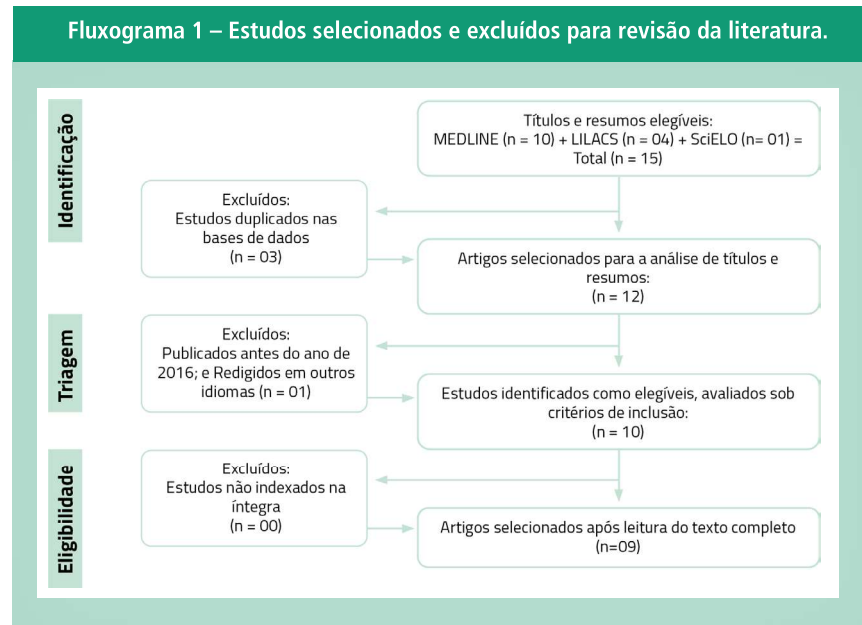 Fluxograma 1 – Estudos selecionados e excluídos para revisão da literatura.
Identificação
Títulos e resumos elegíveis:
MEDLINE (n = 10) + LILACS (n = 04) + SciELO (n= 01) =
Total (n = 15)
Excluídos:
Estudos duplicados nas
bases de dados
(n = 03)
Artigos selecionados para a análise de títulos e
resumos:
(n = 12)
Triagem
Excluídos:
Publicados antes do ano de
2016; e Redigidos em outros
idiomas (n = 01)
Estudos identificados como elegíveis, avaliados sob
critérios de inclusão:
(n = 10)
Eligibilidade
Excluídos:
Estudos não indexados na
íntegra
(n = 00)
Artigos selecionados após leitura do texto completo
(n=09)